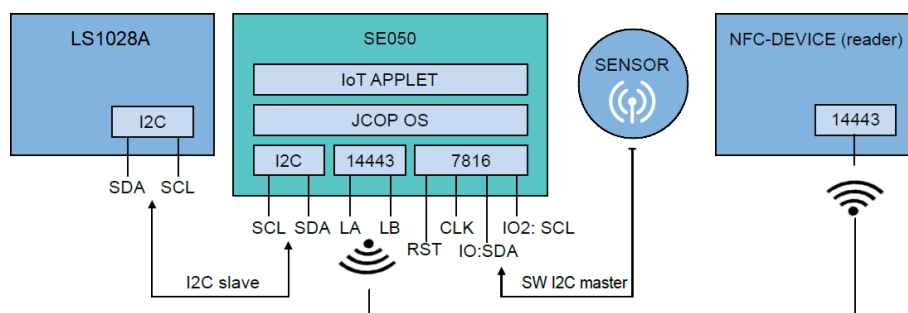 LS1028A
SE050
NFC-DEVICE (reader)
SENSOR
IoT APPLET
JCOP OS
I2C
14443
I2C
14443
7816
SDA
SCL
SCL
SDA
LA
LB
RST
CLK
IO:SDA
IO2: SCL
I2C slave
SW I2C master